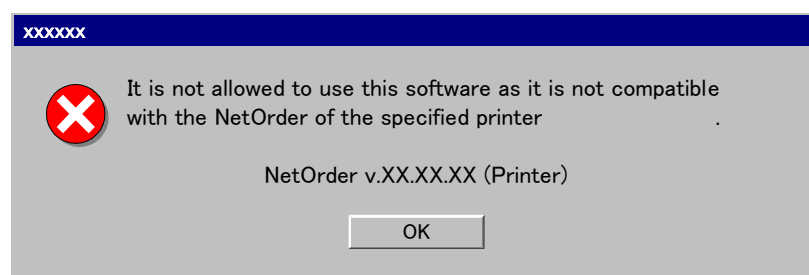 xxxxxx
It is not allowed to use this software as it is not compatible
with the NetOrder of the specified printer .
NetOrder v.XX.XX.XX (Printer)
OK